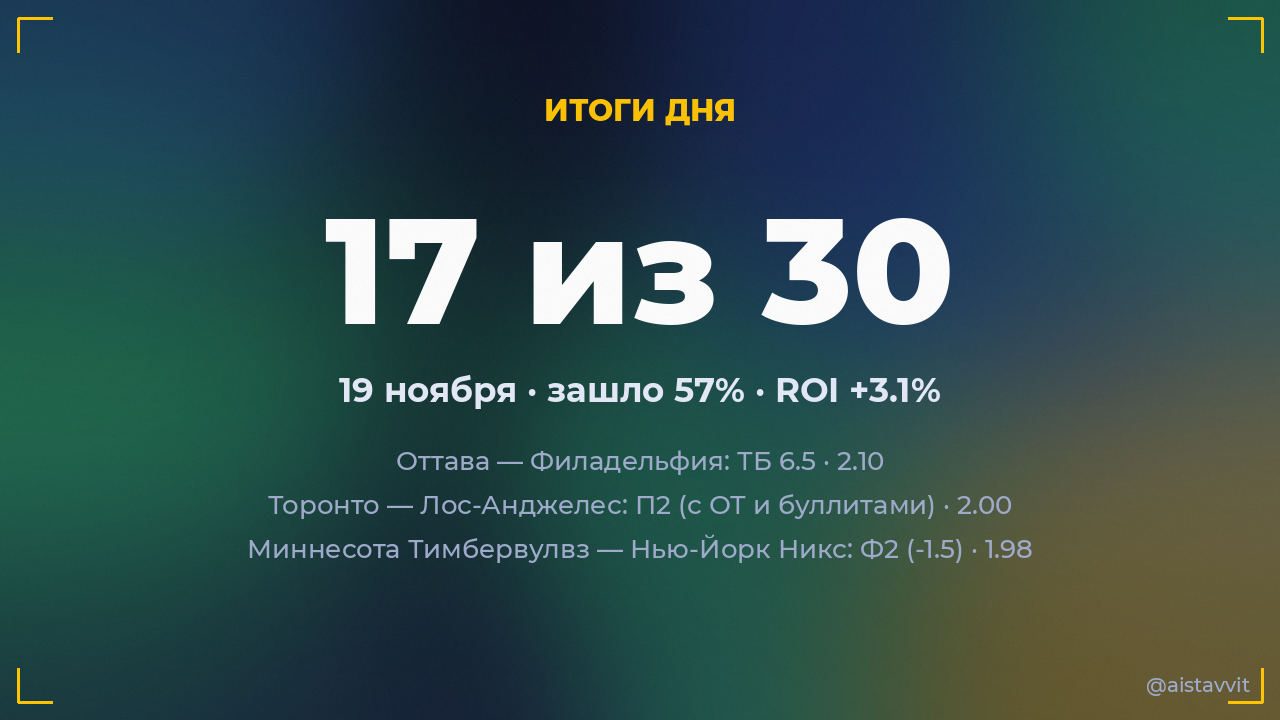 ИТОГИ ДНЯ
17 из 30
19 ноября · зашло 57% · ROI +3.1%
Оттава — Филадельфия: ТБ 6.5 · 2.10
Торонто — Лос-Анджелес: П2 (с ОТ и буллитами) · 2.00
Миннесота Тимбервулвз — Нью-Йорк Никс: Ф2 (-1.5) · 1.98
@aistavvit